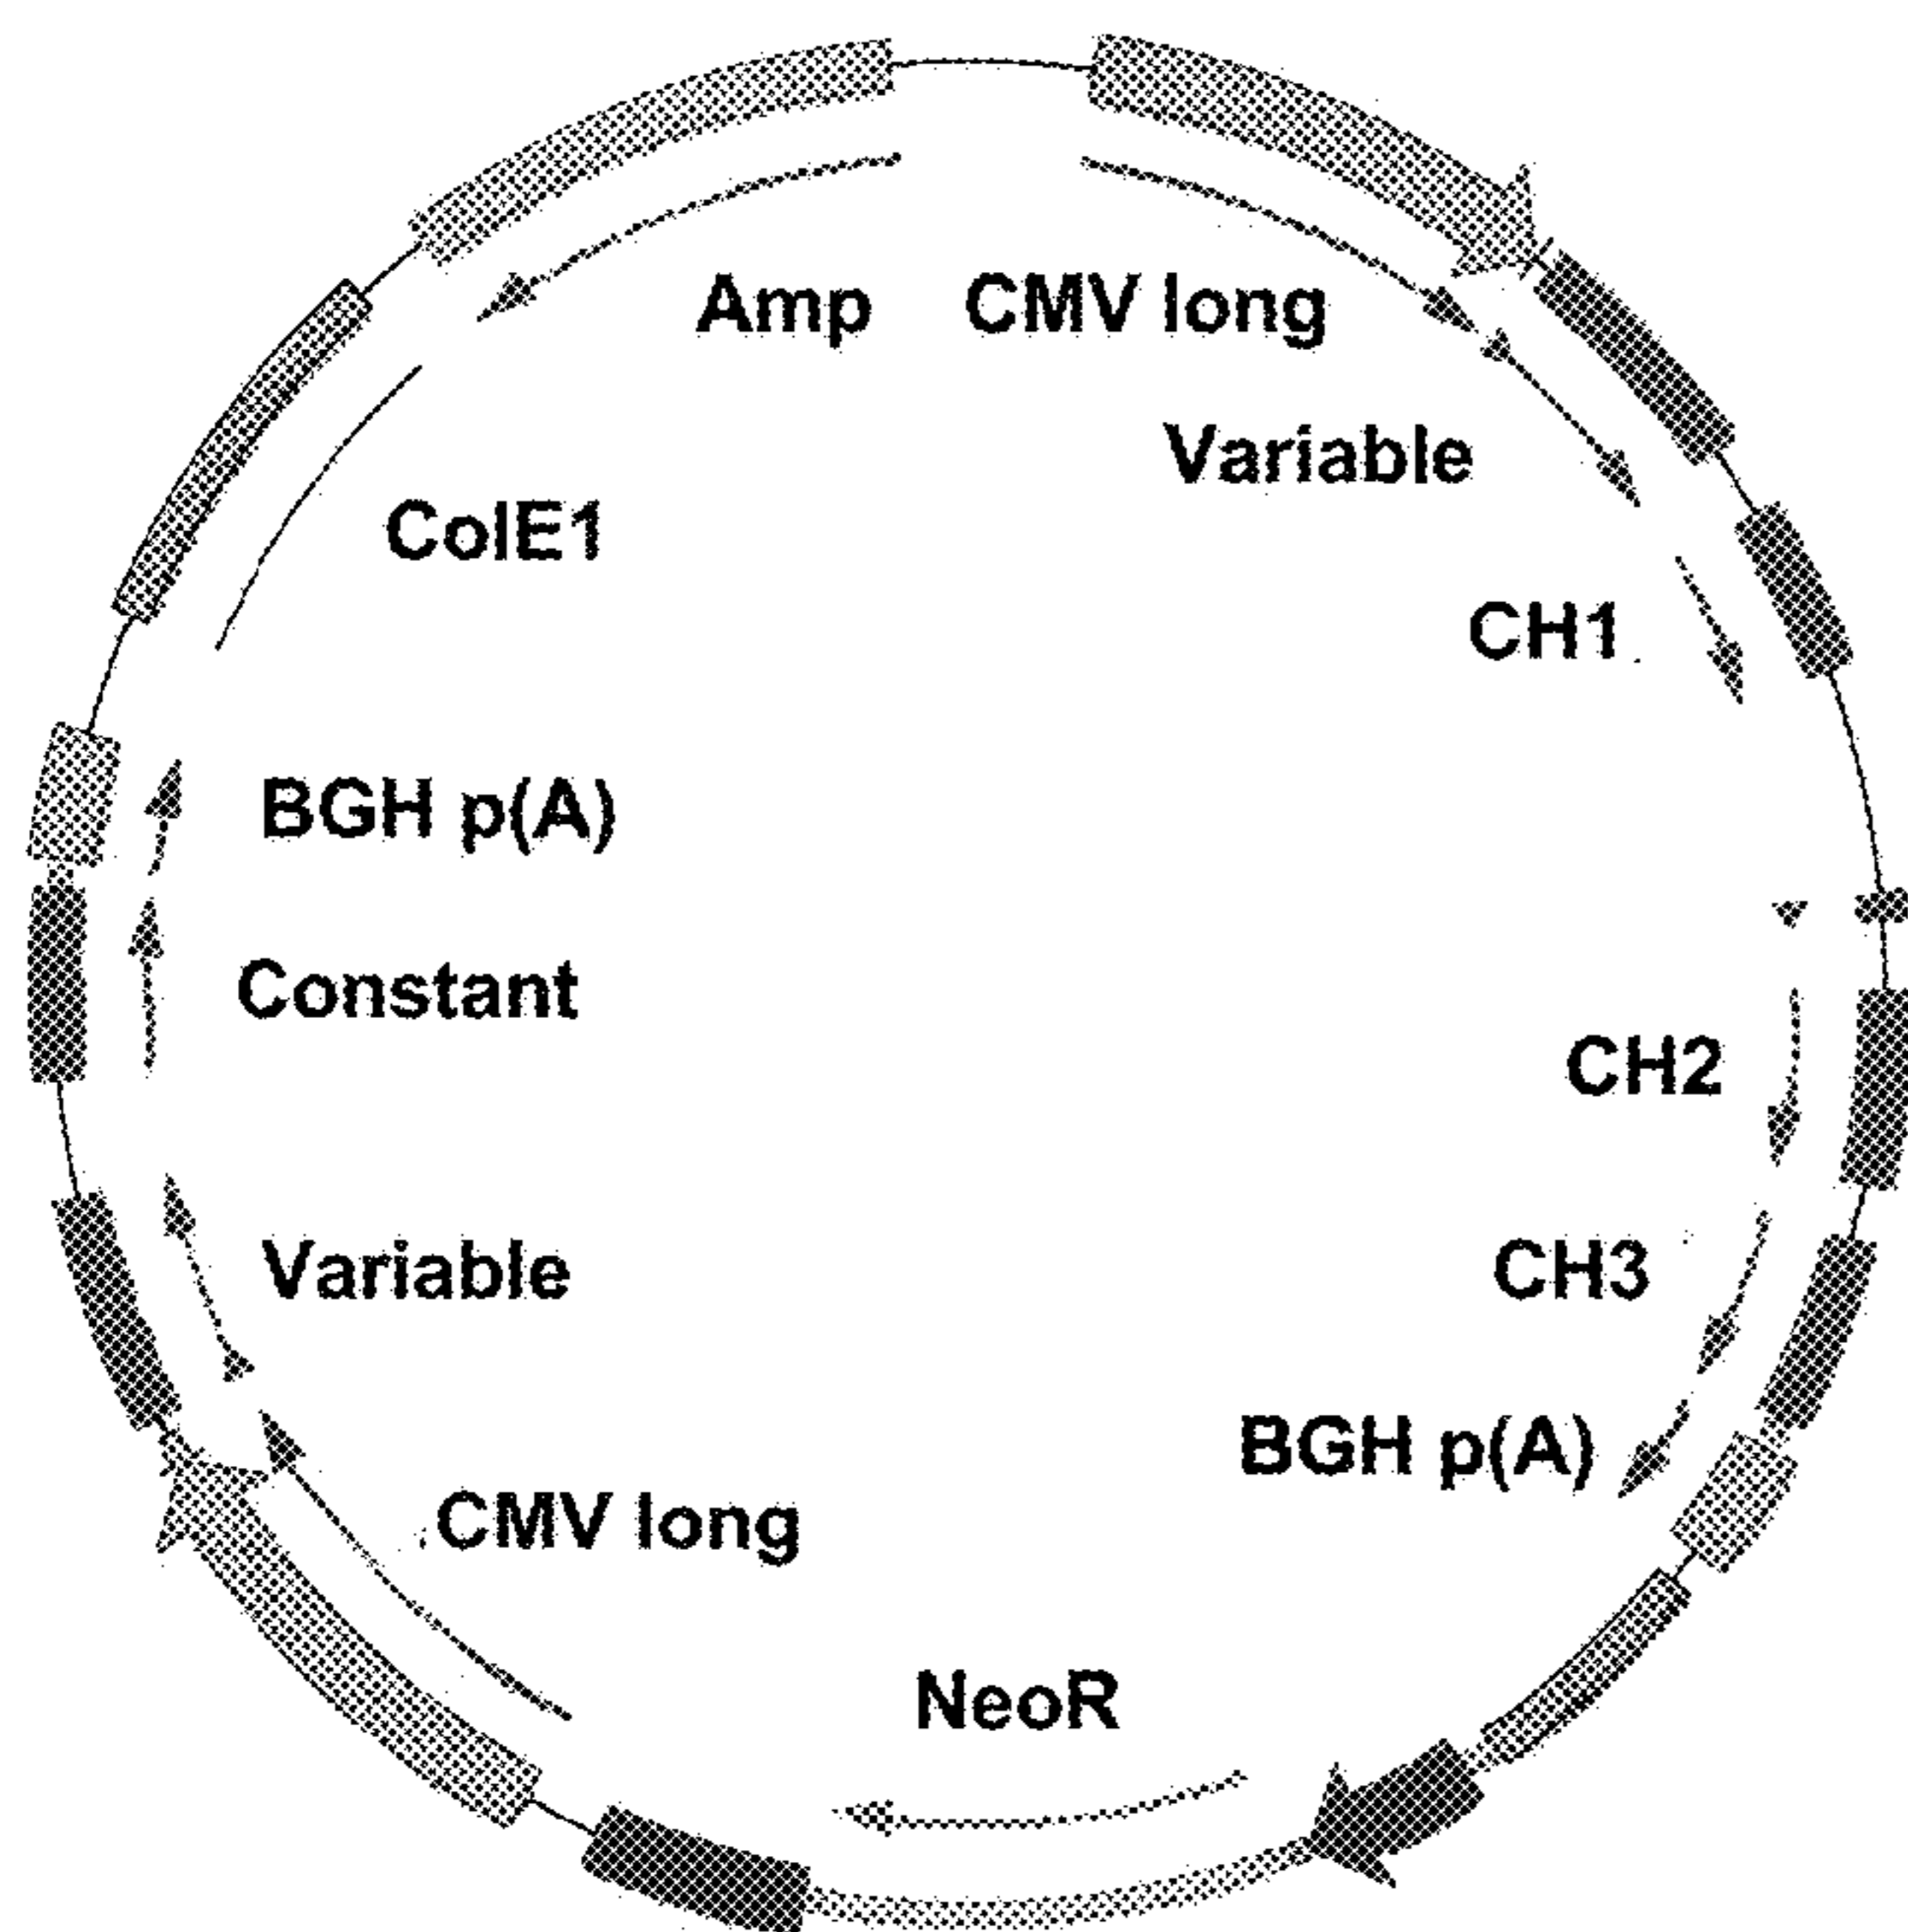 Amp CMV long
Variable
ColE1
CH1
BGH p(A)
Constant
CH2
Variable
CH3
BGH p(A)
CMV long
NeoR